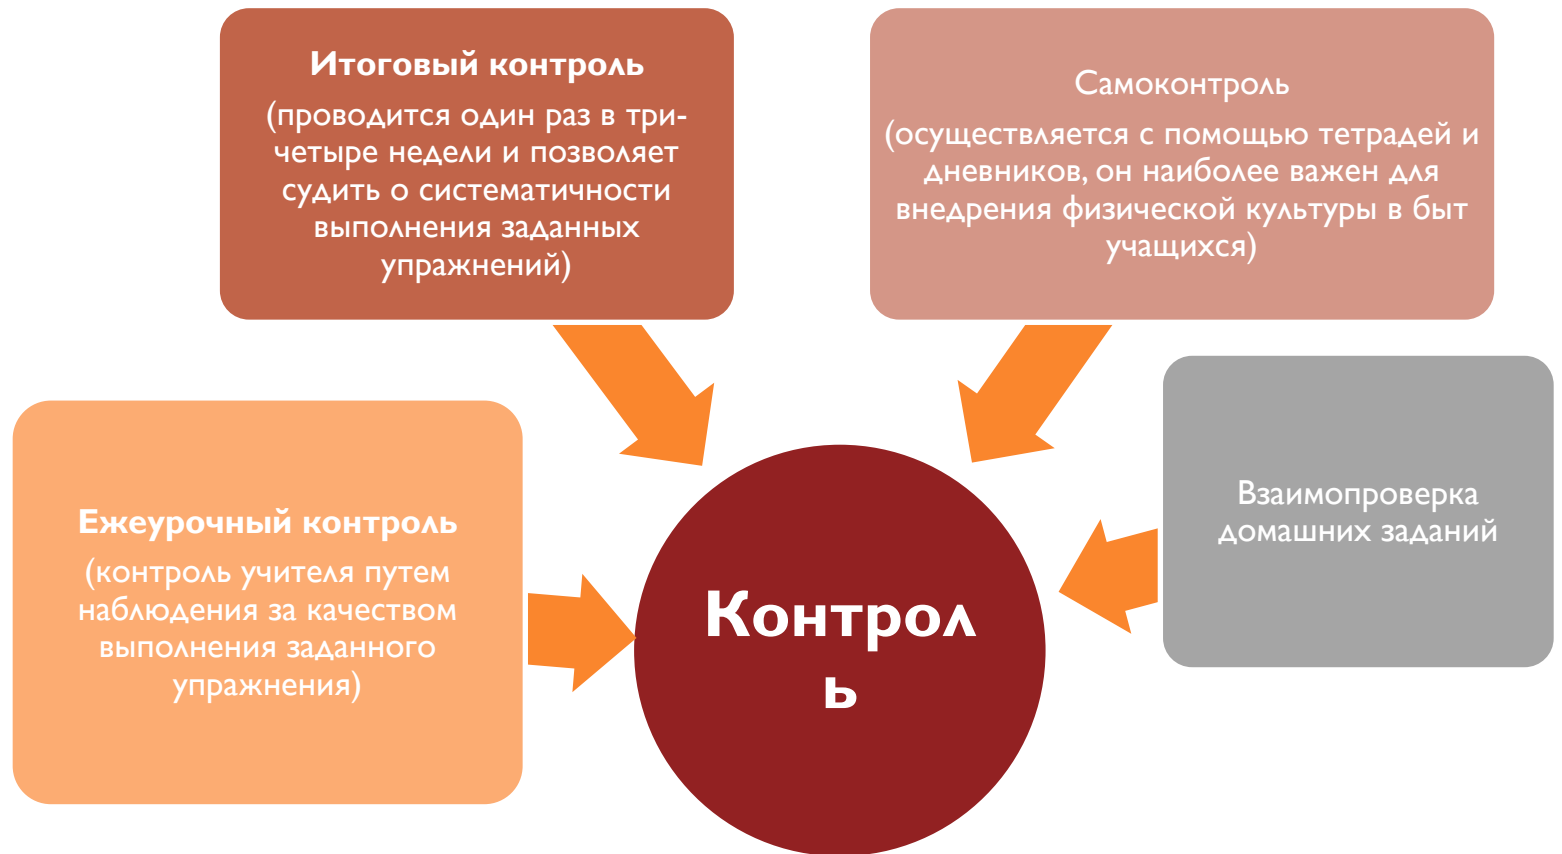 Итоговый контроль
(проводится один раз в три-
четыре недели и позволяет
судить о систематичности
выполнения заданных
упражнений)
Самоконтроль
(осуществляется с помощью тетрадей и
дневников, он наиболее важен для
внедрения физической культуры в быт
учащихся)
Ежеурочный контроль
(контроль учителя путем
наблюдения за качеством
выполнения заданного
упражнения)
Взаимопроверка
домашних заданий
Контрол
ь